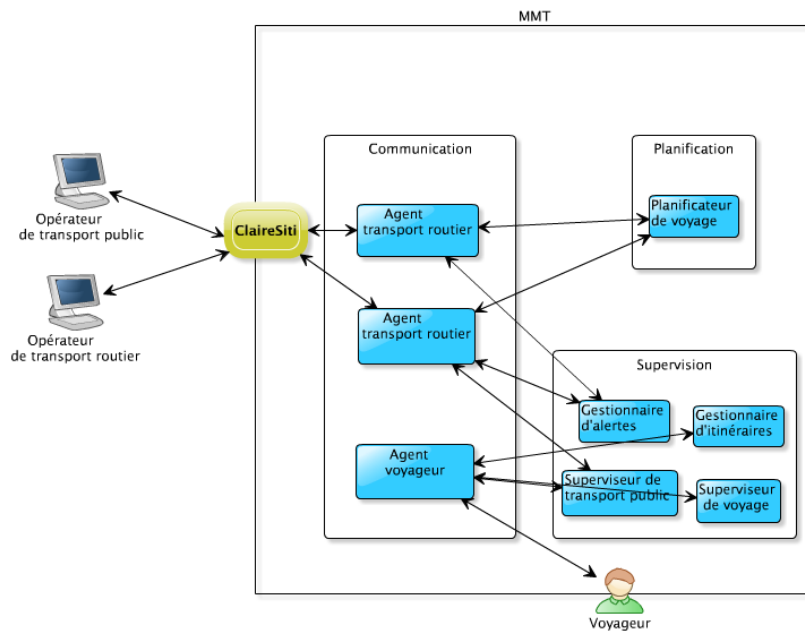 MMT
Communication
Planification
Agent
transport routier
Planificateur
de voyage
Opérateur
de transport public
ClaireSiti
Agent
transport routier
Opérateur
de transport routier
Supervision
Gestionnaire
d'alertes
Gestionnaire
d'itinéraires
Agent
voyageur
Superviseur de
transport public
Superviseur
de voyage
Voyageur